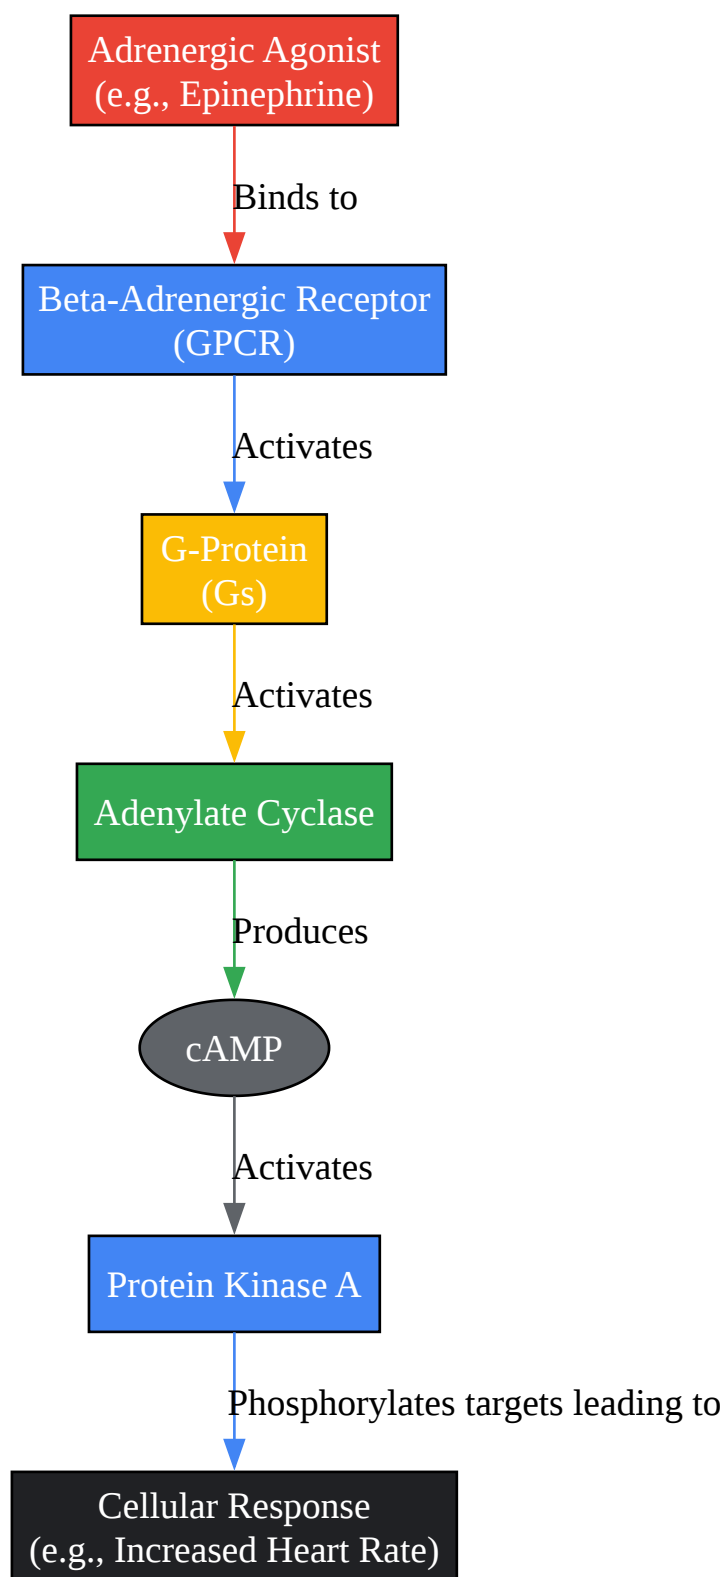 Adrenergic Agonist
(e.g., Epinephrine)
Binds to
Beta-Adrenergic Receptor
(GPCR)
Activates
G-Protein
(Gs)
Activates
Adenylate Cyclase
Produces
cAMP
Activates
Protein Kinase A
Phosphorylates targets leading to
Cellular Response
(e.g., Increased Heart Rate)